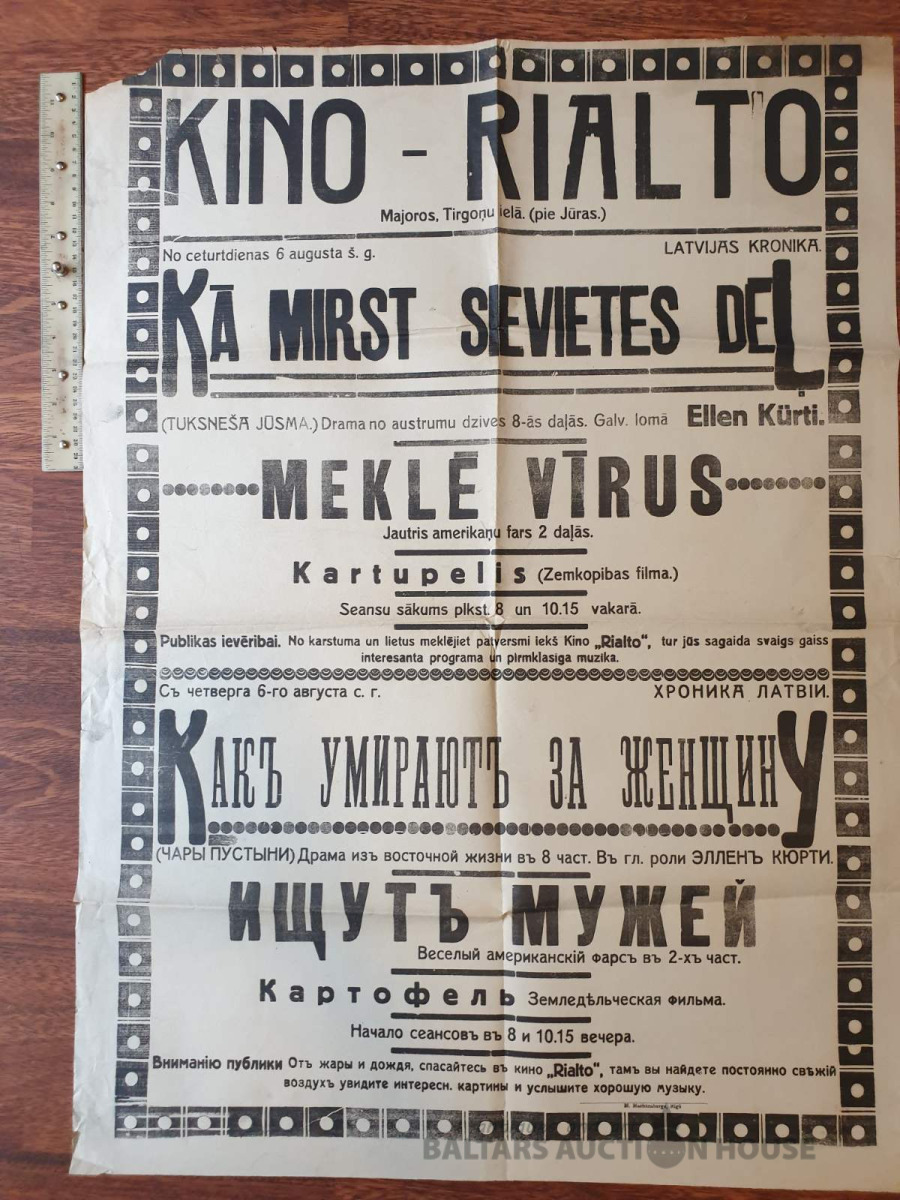 KINO – RIALTO
Majoros, Tirgoņu ielā. (pie Jūras.)
No ceturtdienas 6 augusta š. g.
LATVIJAS KRONIKA.
KĀ MIRST SIEVIETES DĒĻ
(TUKSNEŠA JŪSMA.) Drama no austrumu dzives 8-ās daļās. Galv. lomā Ellen Kürti.
MEKLĒ VĪRUS
Jautris amerikaņu fars 2 daļās.
Kartupelis (Zemkopibas filma.)
Seansu sākums plkst. 8 un 10.15 vakarā.
Publikas ievēribai. No karstuma un lietus meklējiet patversmi iekš Kino „Rialto“, tur jūs sagaida svaigs gaiss
interesanta programa un pirmklasiga muzika.
Съ четверга 6-го августа с. г.
ХРОНИКА ЛАТВІИ.
КАКЪ УМИРАЮТЪ ЗА ЖЕНЩИНУ
(ЧАРЫ ПУСТЫНИ) Драма изъ восточной жизни въ 8 част. Въ гл. роли ЭЛЛЕНЪ КЮРТИ.
ИЩУТЪ МУЖЕЙ
Веселый американскій фарсъ въ 2-хъ част.
Картофель Земледѣльческая фильма.
Начало сеансовъ въ 8 и 10.15 вечера.
Вниманію публики Отъ жары и дождя, спасайтесь въ кино „Rialto“, тамъ вы найдете постоянно свѣжій
воздухъ увидите интересн. картины и услышите хорошую музыку.
BALTARS AUCTION HOUSE